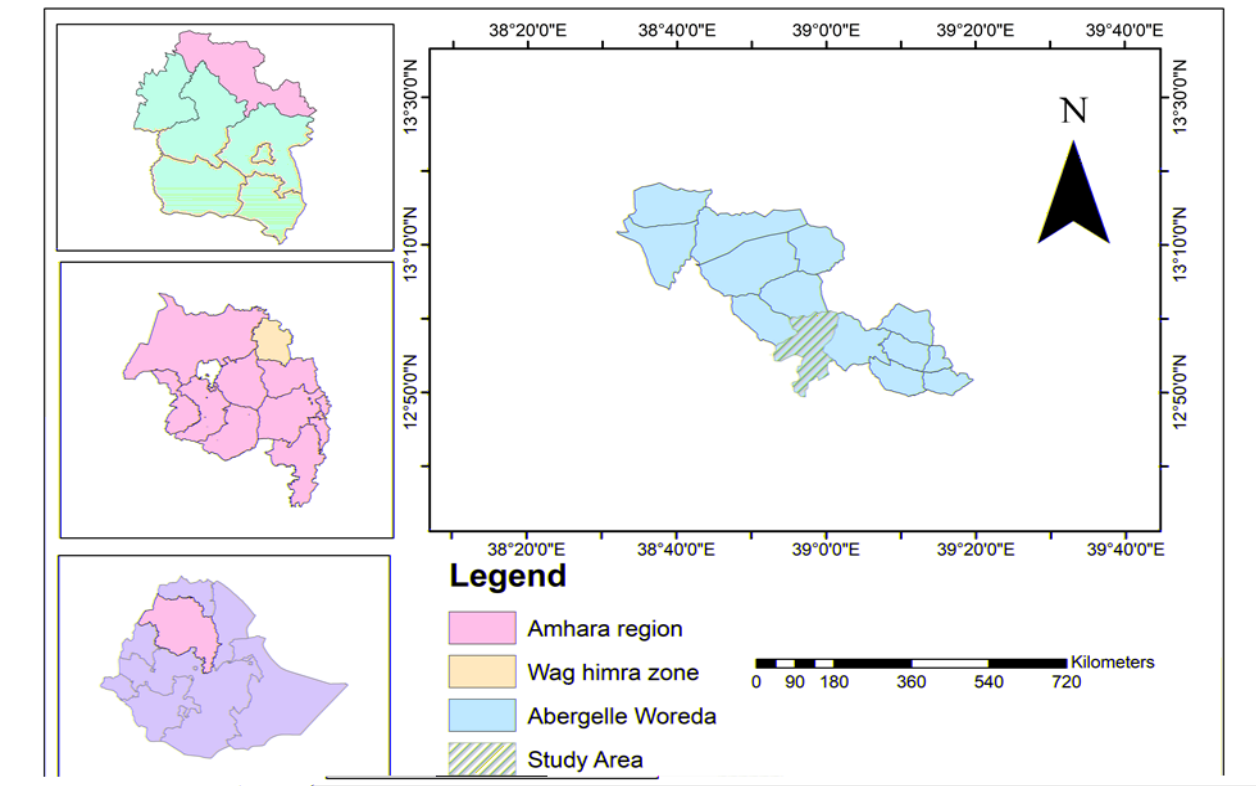 38°20'0"E 38°40'0"E 39°0'0"E 39°20'0"E 39°40'0"E
13°30'0"N 13°30'0"N
N
13°10'0"N 13°10'0"N
12°50'0"N 12°50'0"N
38°20'0"E 38°40'0"E 39°0'0"E 39°20'0"E 39°40'0"E
Legend
Amhara region
Wag himra zone
Abergelle Woreda
Study Area
Kilometers
0 90 180 360 540 720